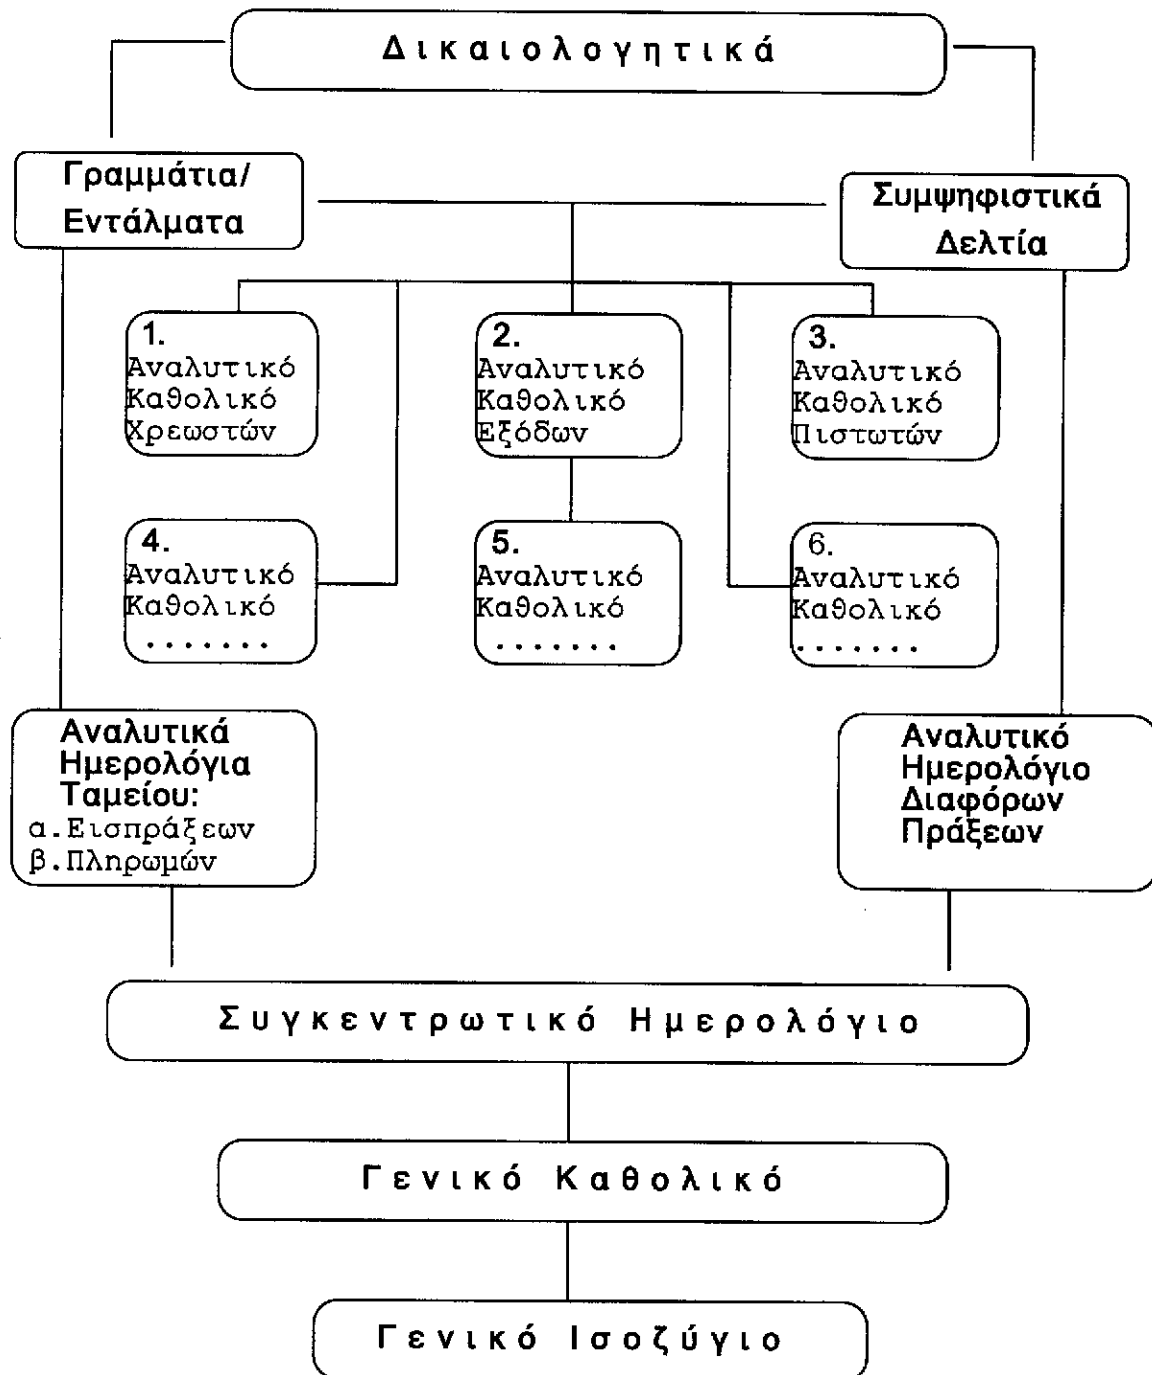 Δικαιολογητικά
Γραμμάτια/
Εντάλματα
Συμψηφιστικά
Δελτία
1.
Αναλυτικό
Καθολικό
Χρεωστών
2.
Αναλυτικό
Καθολικό
Εξόδων
3.
Αναλυτικό
Καθολικό
Πιστωτών
4.
Αναλυτικό
Καθολικό
.......
5.
Αναλυτικό
Καθολικό
.......
6.
Αναλυτικό
Καθολικό
.......
Αναλυτικά
Ημερολόγια
Ταμείου:
α.Εισπράξεων
β.Πληρωμών
Αναλυτικό
Ημερολόγιο
Διαφόρων
Πράξεων
Συγκεντρωτικό Ημερολόγιο
Γενικό Καθολικό
Γενικό Ισοζύγιο